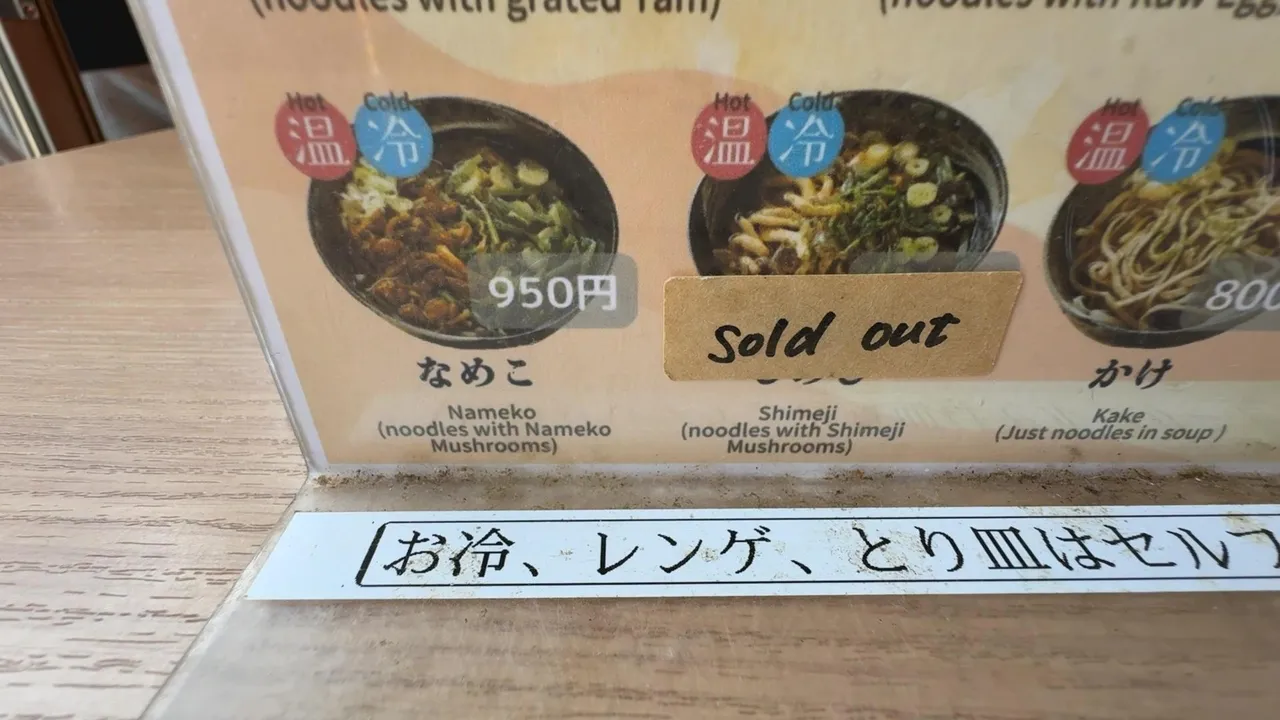 (noodles with grated Yam)
(noodles with Raw Egg
Hot Cold
温 冷
950円
なめこ
Nameko
(noodles with Nameko
Mushrooms)
Hot Cold
温 冷
Sold out
Shimeji
(noodles with Shimeji
Mushrooms)
Hot Cold
温 冷
800
かけ
Kake
(Just noodles in soup)
お冷、レンゲ、とり皿はセルフ